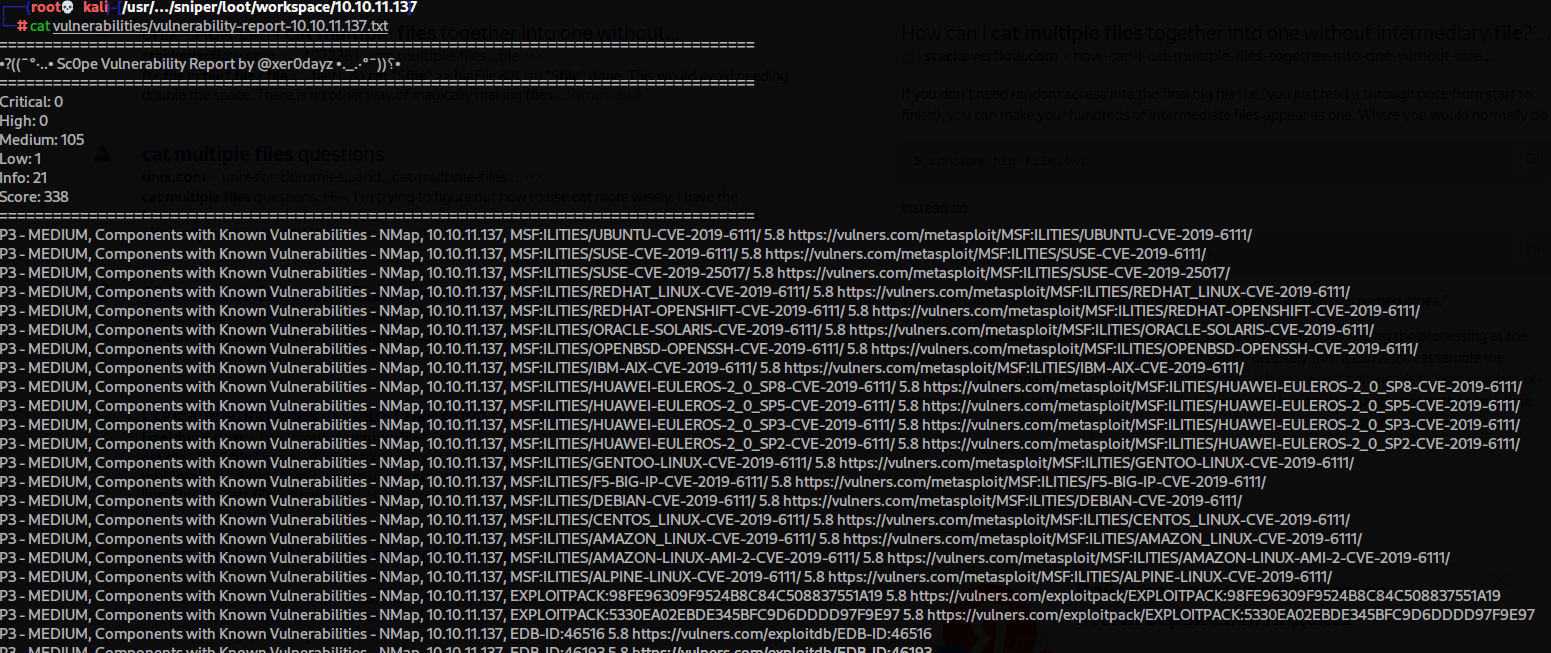 (root💀 kali)-[/usr/…/sniper/loot/workspace/10.10.11.137]
# cat vulnerabilities/vulnerability-report-10.10.11.137.txt
====================================================================================
•?((¯°·..• Sc0pe Vulnerability Report by @xer0dayz •._.·°¯))؟•
====================================================================================
Critical: 0
High: 0
Medium: 105
Low: 1
Info: 21
Score: 338
====================================================================================
P3 - MEDIUM, Components with Known Vulnerabilities - NMap, 10.10.11.137, MSF:ILITIES/UBUNTU-CVE-2019-6111/ 5.8 https://vulners.com/metasploit/MSF:ILITIES/UBUNTU-CVE-2019-6111/
P3 - MEDIUM, Components with Known Vulnerabilities - NMap, 10.10.11.137, MSF:ILITIES/SUSE-CVE-2019-6111/ 5.8 https://vulners.com/metasploit/MSF:ILITIES/SUSE-CVE-2019-6111/
P3 - MEDIUM, Components with Known Vulnerabilities - NMap, 10.10.11.137, MSF:ILITIES/SUSE-CVE-2019-25017/ 5.8 https://vulners.com/metasploit/MSF:ILITIES/SUSE-CVE-2019-25017/
P3 - MEDIUM, Components with Known Vulnerabilities - NMap, 10.10.11.137, MSF:ILITIES/REDHAT_LINUX-CVE-2019-6111/ 5.8 https://vulners.com/metasploit/MSF:ILITIES/REDHAT_LINUX-CVE-2019-6111/
P3 - MEDIUM, Components with Known Vulnerabilities - NMap, 10.10.11.137, MSF:ILITIES/REDHAT-OPENSHIFT-CVE-2019-6111/ 5.8 https://vulners.com/metasploit/MSF:ILITIES/REDHAT-OPENSHIFT-CVE-2019-6111/
P3 - MEDIUM, Components with Known Vulnerabilities - NMap, 10.10.11.137, MSF:ILITIES/ORACLE-SOLARIS-CVE-2019-6111/ 5.8 https://vulners.com/metasploit/MSF:ILITIES/ORACLE-SOLARIS-CVE-2019-6111/
P3 - MEDIUM, Components with Known Vulnerabilities - NMap, 10.10.11.137, MSF:ILITIES/OPENBSD-OPENSSH-CVE-2019-6111/ 5.8 https://vulners.com/metasploit/MSF:ILITIES/OPENBSD-OPENSSH-CVE-2019-6111/
P3 - MEDIUM, Components with Known Vulnerabilities - NMap, 10.10.11.137, MSF:ILITIES/IBM-AIX-CVE-2019-6111/ 5.8 https://vulners.com/metasploit/MSF:ILITIES/IBM-AIX-CVE-2019-6111/
P3 - MEDIUM, Components with Known Vulnerabilities - NMap, 10.10.11.137, MSF:ILITIES/HUAWEI-EULEROS-2_0_SP8-CVE-2019-6111/ 5.8 https://vulners.com/metasploit/MSF:ILITIES/HUAWEI-EULEROS-2_0_SP8-CVE-2019-6111/
P3 - MEDIUM, Components with Known Vulnerabilities - NMap, 10.10.11.137, MSF:ILITIES/HUAWEI-EULEROS-2_0_SP5-CVE-2019-6111/ 5.8 https://vulners.com/metasploit/MSF:ILITIES/HUAWEI-EULEROS-2_0_SP5-CVE-2019-6111/
P3 - MEDIUM, Components with Known Vulnerabilities - NMap, 10.10.11.137, MSF:ILITIES/HUAWEI-EULEROS-2_0_SP3-CVE-2019-6111/ 5.8 https://vulners.com/metasploit/MSF:ILITIES/HUAWEI-EULEROS-2_0_SP3-CVE-2019-6111/
P3 - MEDIUM, Components with Known Vulnerabilities - NMap, 10.10.11.137, MSF:ILITIES/HUAWEI-EULEROS-2_0_SP2-CVE-2019-6111/ 5.8 https://vulners.com/metasploit/MSF:ILITIES/HUAWEI-EULEROS-2_0_SP2-CVE-2019-6111/
P3 - MEDIUM, Components with Known Vulnerabilities - NMap, 10.10.11.137, MSF:ILITIES/GENTOO-LINUX-CVE-2019-6111/ 5.8 https://vulners.com/metasploit/MSF:ILITIES/GENTOO-LINUX-CVE-2019-6111/
P3 - MEDIUM, Components with Known Vulnerabilities - NMap, 10.10.11.137, MSF:ILITIES/F5-BIG-IP-CVE-2019-6111/ 5.8 https://vulners.com/metasploit/MSF:ILITIES/F5-BIG-IP-CVE-2019-6111/
P3 - MEDIUM, Components with Known Vulnerabilities - NMap, 10.10.11.137, MSF:ILITIES/DEBIAN-CVE-2019-6111/ 5.8 https://vulners.com/metasploit/MSF:ILITIES/DEBIAN-CVE-2019-6111/
P3 - MEDIUM, Components with Known Vulnerabilities - NMap, 10.10.11.137, MSF:ILITIES/CENTOS_LINUX-CVE-2019-6111/ 5.8 https://vulners.com/metasploit/MSF:ILITIES/CENTOS_LINUX-CVE-2019-6111/
P3 - MEDIUM, Components with Known Vulnerabilities - NMap, 10.10.11.137, MSF:ILITIES/AMAZON_LINUX-CVE-2019-6111/ 5.8 https://vulners.com/metasploit/MSF:ILITIES/AMAZON_LINUX-CVE-2019-6111/
P3 - MEDIUM, Components with Known Vulnerabilities - NMap, 10.10.11.137, MSF:ILITIES/AMAZON-LINUX-AMI-2-CVE-2019-6111/ 5.8 https://vulners.com/metasploit/MSF:ILITIES/AMAZON-LINUX-AMI-2-CVE-2019-6111/
P3 - MEDIUM, Components with Known Vulnerabilities - NMap, 10.10.11.137, MSF:ILITIES/ALPINE-LINUX-CVE-2019-6111/ 5.8 https://vulners.com/metasploit/MSF:ILITIES/ALPINE-LINUX-CVE-2019-6111/
P3 - MEDIUM, Components with Known Vulnerabilities - NMap, 10.10.11.137, EXPLOITPACK:98FE96309F9524B8C84C508837551A19 5.8 https://vulners.com/exploitpack/EXPLOITPACK:98FE96309F9524B8C84C508837551A19
P3 - MEDIUM, Components with Known Vulnerabilities - NMap, 10.10.11.137, EXPLOITPACK:5330EA02EBDE345BFC9D6DDDD97F9E97 5.8 https://vulners.com/exploitpack/EXPLOITPACK:5330EA02EBDE345BFC9D6DDDD97F9E97
P3 - MEDIUM, Components with Known Vulnerabilities - NMap, 10.10.11.137, EDB-ID:46516 5.8 https://vulners.com/exploitdb/EDB-ID:46516
P3 - MEDIUM, Components with Known Vulnerabilities - NMap, 10.10.11.137, EDB-ID:46193 5.8 https://vulners.com/exploitdb/EDB-ID:46193